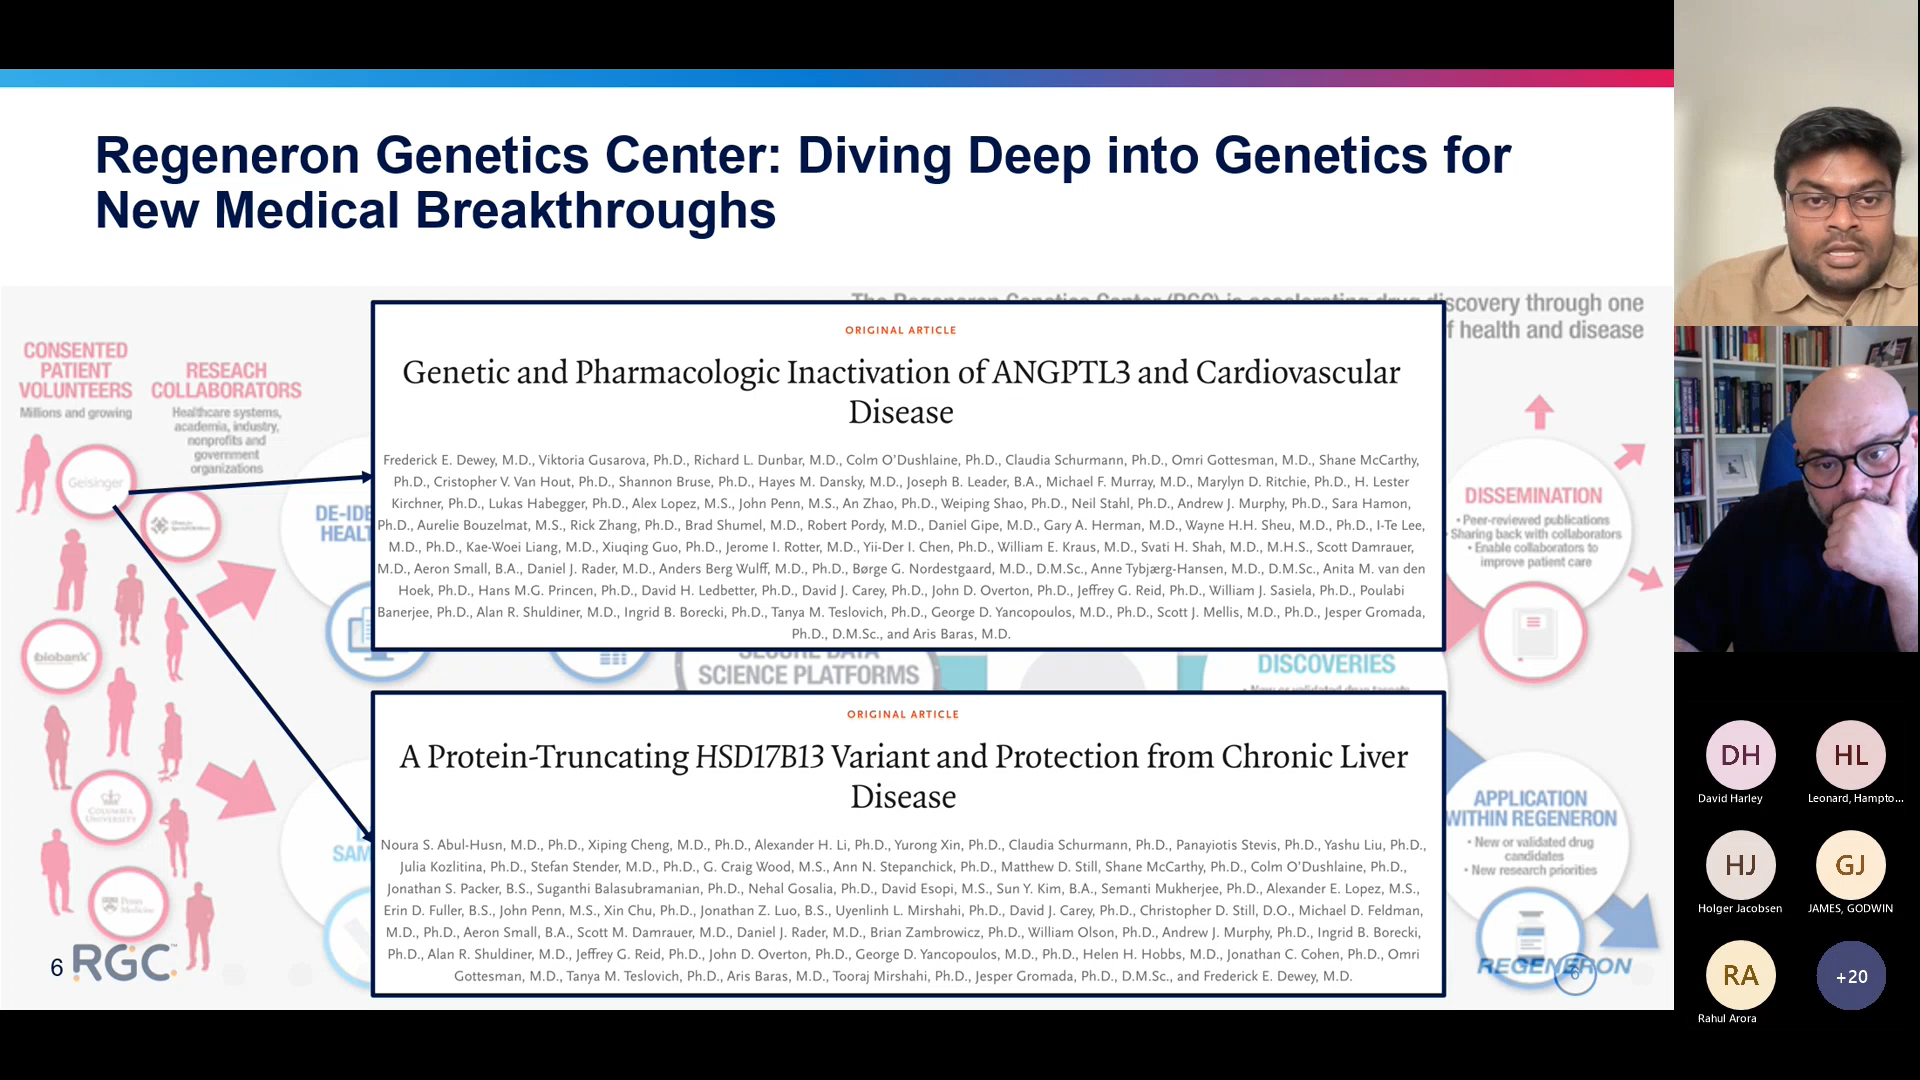 Regeneron Genetics Center: Diving Deep into Genetics for
New Medical Breakthroughs
scovery through one
f health and disease
CONSENTED
PATIENT
VOLUNTEERS
Millions and growing
RESEACH
COLLABORATORS
Healthcare systems,
academia, industry,
nonprofits and
government
organizations
Geisinger
biobank
COLUMBIA
UNIVERSITY
Penn
Medicine
DE-IDE
HEALT
SAM
ORIGINAL ARTICLE
Genetic and Pharmacologic Inactivation of ANGPTL3 and Cardiovascular
Disease
Frederick E. Dewey, M.D., Viktoria Gusarova, Ph.D., Richard L. Dunbar, M.D., Colm O'Dushlaine, Ph.D., Claudia Schurmann, Ph.D., Omri Gottesman, M.D., Shane McCarthy,
Ph.D., Cristopher V. Van Hout, Ph.D., Shannon Bruse, Ph.D., Hayes M. Dansky, M.D., Joseph B. Leader, B.A., Michael F. Murray, M.D., Marylyn D. Ritchie, Ph.D., H. Lester
Kirchner, Ph.D., Lukas Habegger, Ph.D., Alex Lopez, M.S., John Penn, M.S., An Zhao, Ph.D., Weiping Shao, Ph.D., Neil Stahl, Ph.D., Andrew J. Murphy, Ph.D., Sara Hamon,
Ph.D., Aurelie Bouzelmat, M.S., Rick Zhang, Ph.D., Brad Shumel, M.D., Robert Pordy, M.D., Daniel Gipe, M.D., Gary A. Herman, M.D., Wayne H.H. Sheu, M.D., Ph.D., I-Te Lee,
M.D., Ph.D., Kae-Woei Liang, M.D., Xiuqing Guo, Ph.D., Jerome I. Rotter, M.D., Yii-Der I. Chen, Ph.D., William E. Kraus, M.D., Svati H. Shah, M.D., M.H.S., Scott Damrauer,
M.D., Aeron Small, B.A., Daniel J. Rader, M.D., Anders Berg Wulff, M.D., Ph.D., Børge G. Nordestgaard, M.D., D.M.Sc., Anne Tybjærg-Hansen, M.D., D.M.Sc., Anita M. van den
Hoek, Ph.D., Hans M.G. Princen, Ph.D., David H. Ledbetter, Ph.D., David J. Carey, Ph.D., John D. Overton, Ph.D., Jeffrey G. Reid, Ph.D., William J. Sasiela, Ph.D., Poulabi
Banerjee, Ph.D., Alan R. Shuldiner, M.D., Ingrid B. Borecki, Ph.D., Tanya M. Teslovich, Ph.D., George D. Yancopoulos, M.D., Ph.D., Scott J. Mellis, M.D., Ph.D., Jesper Gromada,
Ph.D., D.M.Sc., and Aris Baras, M.D.
SCIENCE PLATFORMS
DISCOVERIES
ORIGINAL ARTICLE
A Protein-Truncating HSD17B13 Variant and Protection from Chronic Liver
Disease
Noura S. Abul-Husn, M.D., Ph.D., Xiping Cheng, M.D., Ph.D., Alexander H. Li, Ph.D., Yurong Xin, Ph.D., Claudia Schurmann, Ph.D., Panayiotis Stevis, Ph.D., Yashu Liu, Ph.D.,
Julia Kozlitina, Ph.D., Stefan Stender, M.D., Ph.D., G. Craig Wood, M.S., Ann N. Stepanchick, Ph.D., Matthew D. Still, Shane McCarthy, Ph.D., Colm O'Dushlaine, Ph.D.,
Jonathan S. Packer, B.S., Suganthi Balasubramanian, Ph.D., Nehal Gosalia, Ph.D., David Esopi, M.S., Sun Y. Kim, B.A., Semanti Mukherjee, Ph.D., Alexander E. Lopez, M.S.,
Erin D. Fuller, B.S., John Penn, M.S., Xin Chu, Ph.D., Jonathan Z. Luo, B.S., Uyenlinh L. Mirshahi, Ph.D., David J. Carey, Ph.D., Christopher D. Still, D.O., Michael D. Feldman,
M.D., Ph.D., Aeron Small, B.A., Scott M. Damrauer, M.D., Daniel J. Rader, M.D., Brian Zambrowicz, Ph.D., William Olson, Ph.D., Andrew J. Murphy, Ph.D., Ingrid B. Borecki,
Ph.D., Alan R. Shuldiner, M.D., Jeffrey G. Reid, Ph.D., John D. Overton, Ph.D., George D. Yancopoulos, M.D., Ph.D., Helen H. Hobbs, M.D., Jonathan C. Cohen, Ph.D., Omri
Gottesman, M.D., Tanya M. Teslovich, Ph.D., Aris Baras, M.D., Tooraj Mirshahi, Ph.D., Jesper Gromada, Ph.D., D.M.Sc., and Frederick E. Dewey, M.D.
DISSEMINATION
• Peer-reviewed publications
Sharing back with collaborators
• Enable collaborators to
improve patient care
APPLICATION
WITHIN REGENERON
• New or validated drug
candidates
• New research priorities
REGENERON
6
6 RGC™
DH
David Harley
HL
Leonard, Hampto...
HJ
Holger Jacobsen
GJ
JAMES, GODWIN
RA
Rahul Arora
+20